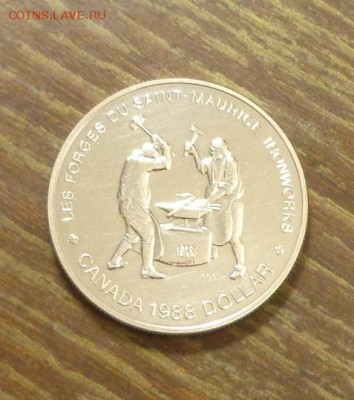 COINS.LAVE.RU
LES FORGES DU SAINT-MAURICE IRONWORKS
CANADA 1988 DOLLAR